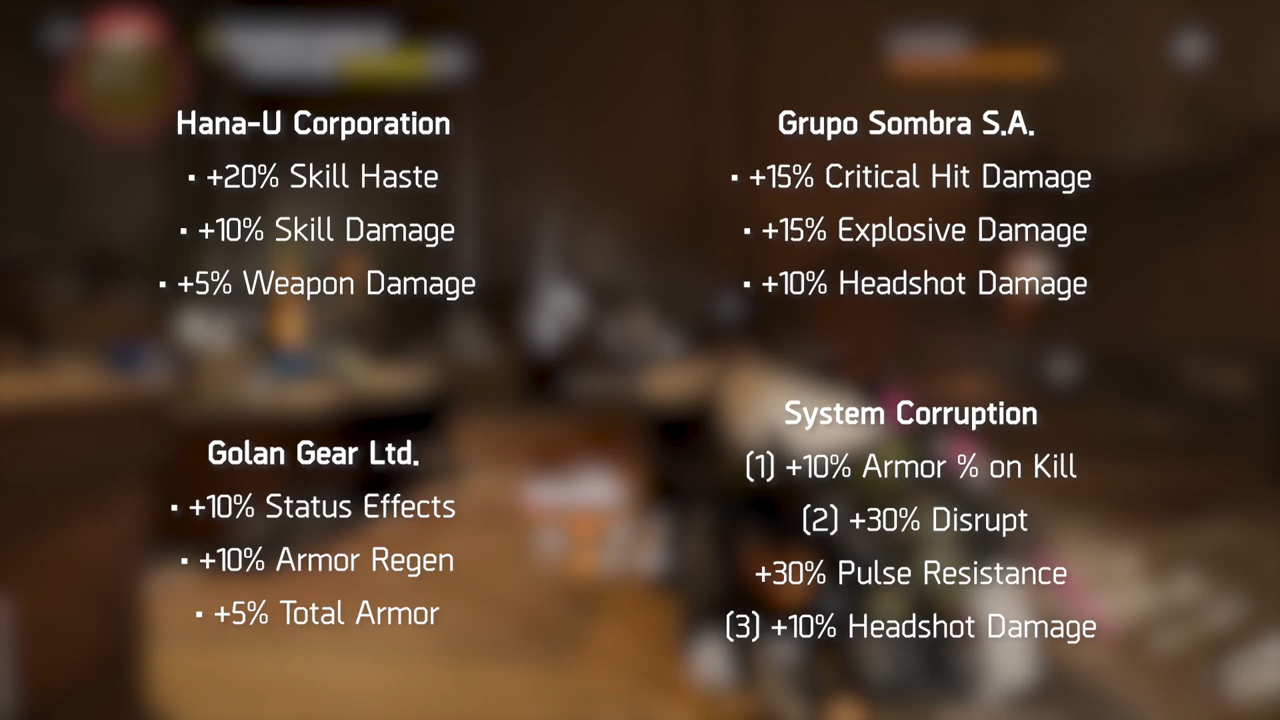 Hana-U Corporation
▪ +20% Skill Haste
▪ +10% Skill Damage
▪ +5% Weapon Damage
Grupo Sombra S.A.
▪ +15% Critical Hit Damage
▪ +15% Explosive Damage
▪ +10% Headshot Damage
Golan Gear Ltd.
▪ +10% Status Effects
▪ +10% Armor Regen
▪ +5% Total Armor
System Corruption
(1) +10% Armor % on Kill
(2) +30% Disrupt
+30% Pulse Resistance
(3) +10% Headshot Damage